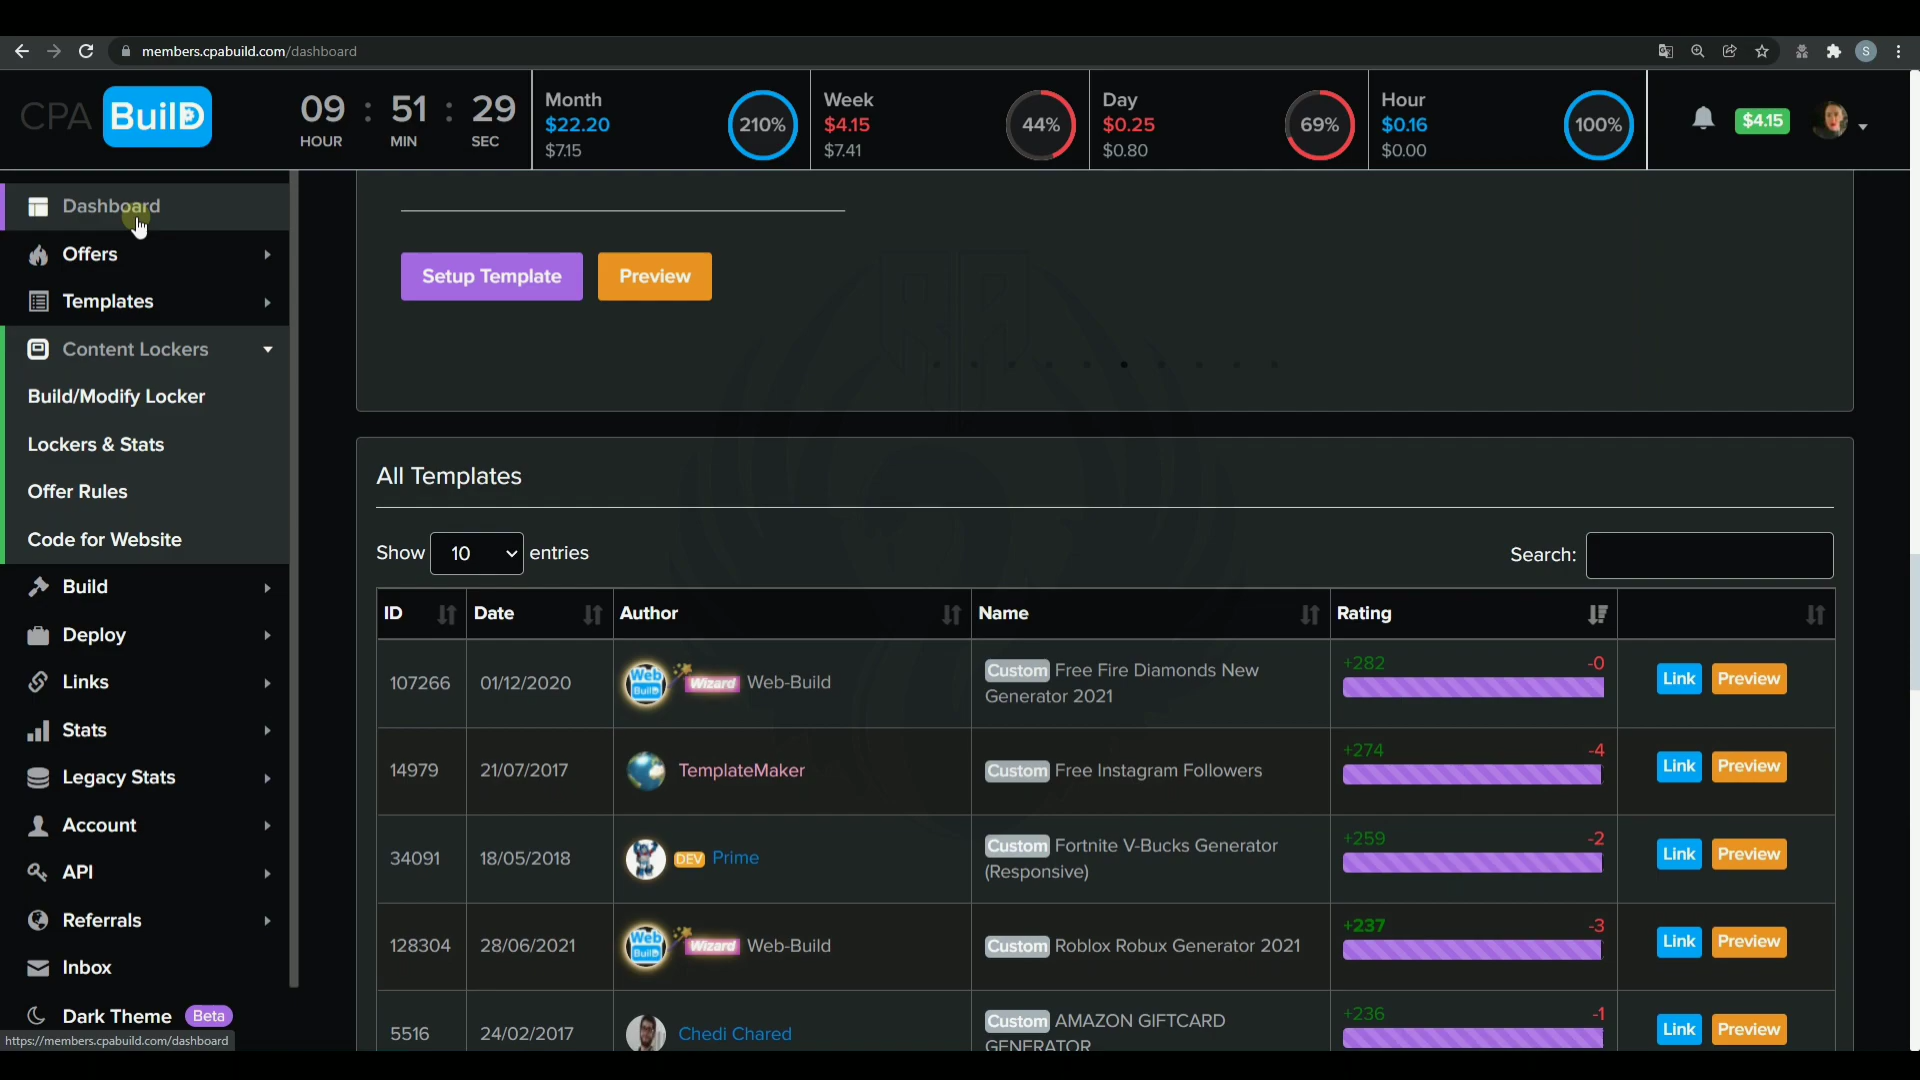 members.cpabuild.com/dashboard
S
CPA BuilD
09 : 51 : 29
HOUR MIN SEC
Month
$22.20
$7.15
210%
Week
$4.15
$7.41
44%
Day
$0.25
$0.80
69%
Hour
$0.16
$0.00
100%
$4.15
Dashboard
Offers
Templates
Content Lockers
Build/Modify Locker
Lockers & Stats
Offer Rules
Code for Website
Build
Deploy
Links
Stats
Legacy Stats
Account
API
Referrals
Inbox
Dark Theme Beta
https://members.cpabuild.com/dashboard
Setup Template Preview
All Templates
Show 10 entries
Search:
ID Date Author Name Rating
107266 01/12/2020 Web BuilD Wizard Web-Build Custom Free Fire Diamonds New
Generator 2021
+282 -0 Link Preview
14979 21/07/2017 TemplateMaker Custom Free Instagram Followers +274 -4 Link Preview
34091 18/05/2018 DEV Prime Custom Fortnite V-Bucks Generator
(Responsive)
+259 -2 Link Preview
128304 28/06/2021 Web BuilD Wizard Web-Build Custom Roblox Robux Generator 2021 +237 -3 Link Preview
5516 24/02/2017 Chedi Chared Custom AMAZON GIFTCARD
GENERATOR
+236 -1 Link Preview